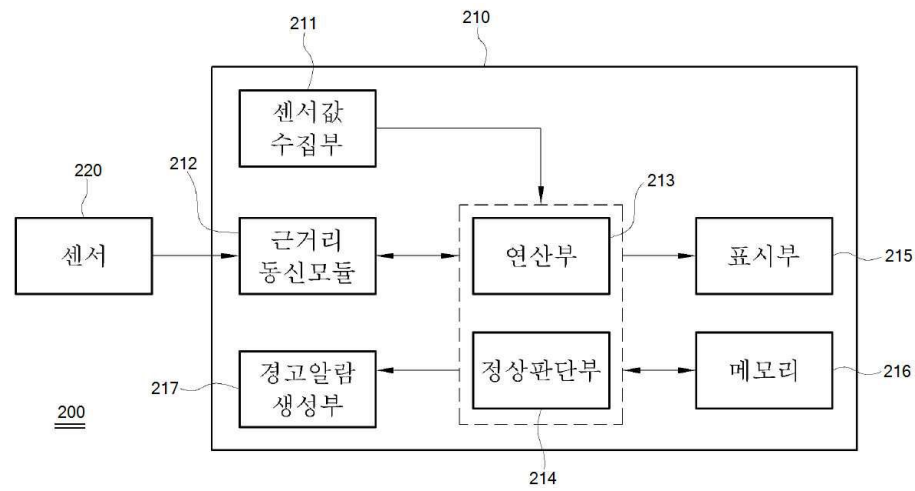 210
211
센서값
수집부
212
213
220
센서
근거리
동신모듈
연산부
표시부
215
경고알람
생성부
정상판단부
메모리
217
216
200
214